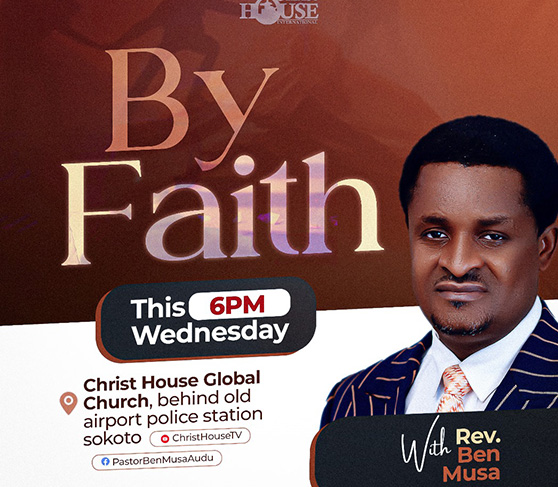 HOUSE
INTERNATIONAL
By
Faith
This 6PM
Wednesday
Christ House Global
Church, behind old
airport police station
sokoto
ChristHouseTV
PastorBenMusaAudu
With Rev.
Ben
Musa